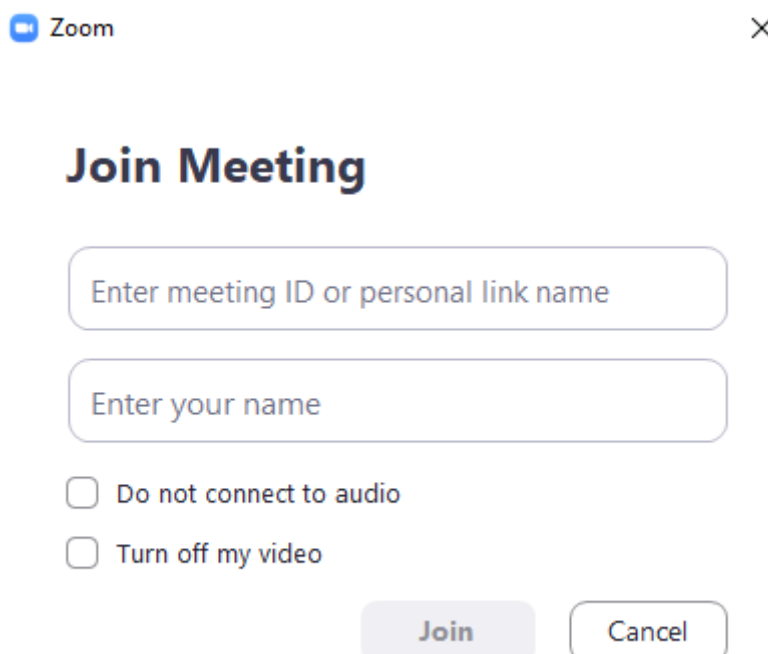 Zoom
Join Meeting
Enter meeting ID or personal link name
Enter your name
Do not connect to audio
Turn off my video
Join Cancel